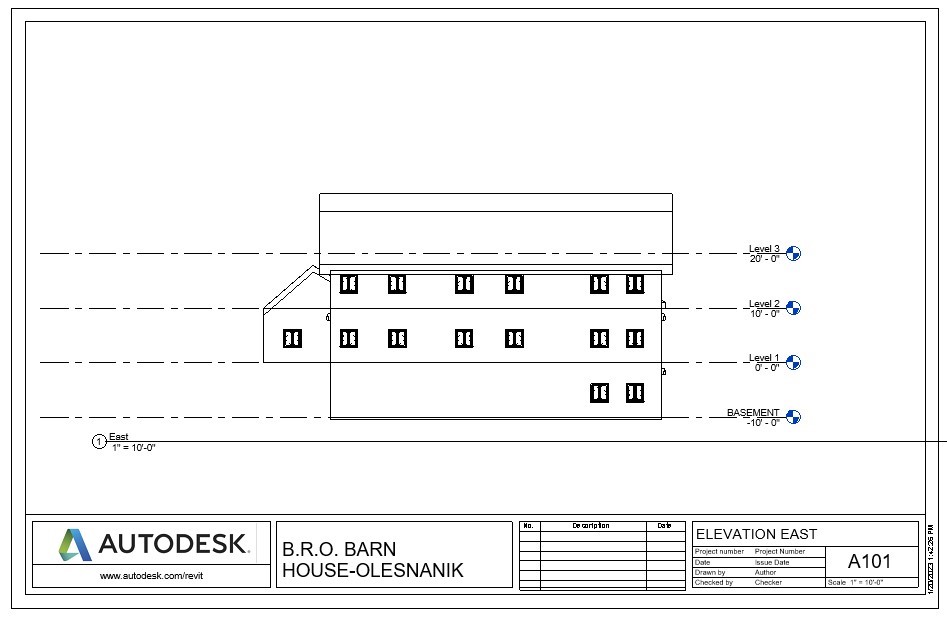 Level 3
20' - 0"
Level 2
10' - 0"
Level 1
0' - 0"
BASEMENT
-10' - 0"
1 East
1" = 10'-0"
AUTODESK.
www.autodesk.com/revit
B.R.O. BARN
HOUSE-OLESNANIK
No. Description Date
ELEVATION EAST
Project number Project Number
Date Issue Date
Drawn by Author
Checked by Checker
A101
Scale 1" = 10'-0"
1/20/2023 1:42:26 PM